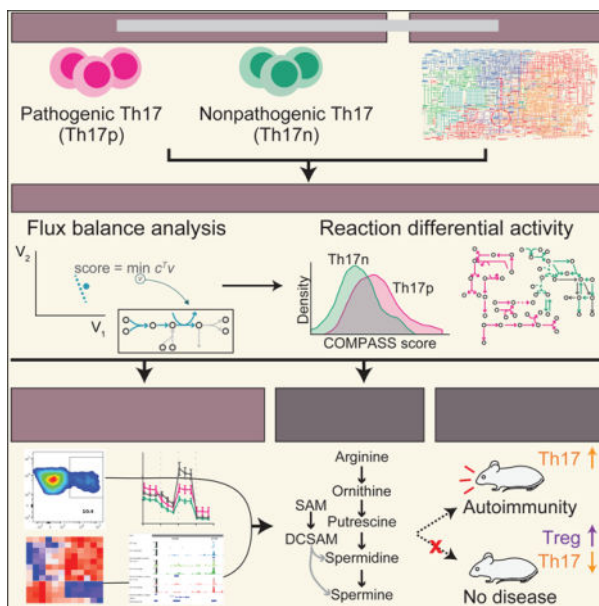 Pathogenic Th17
(Th17p)
Nonpathogenic Th17
(Th17n)
Flux balance analysis
Reaction differential activity
V2
score = min cᵀv
v
V1
Density
Th17n
Th17p
COMPASS score
Arginine
Ornithine
SAM
Putrescine
DCSAM
Spermidine
Spermine
Th17 ↑
Autoimmunity
Treg ↑
Th17 ↓
x
No disease